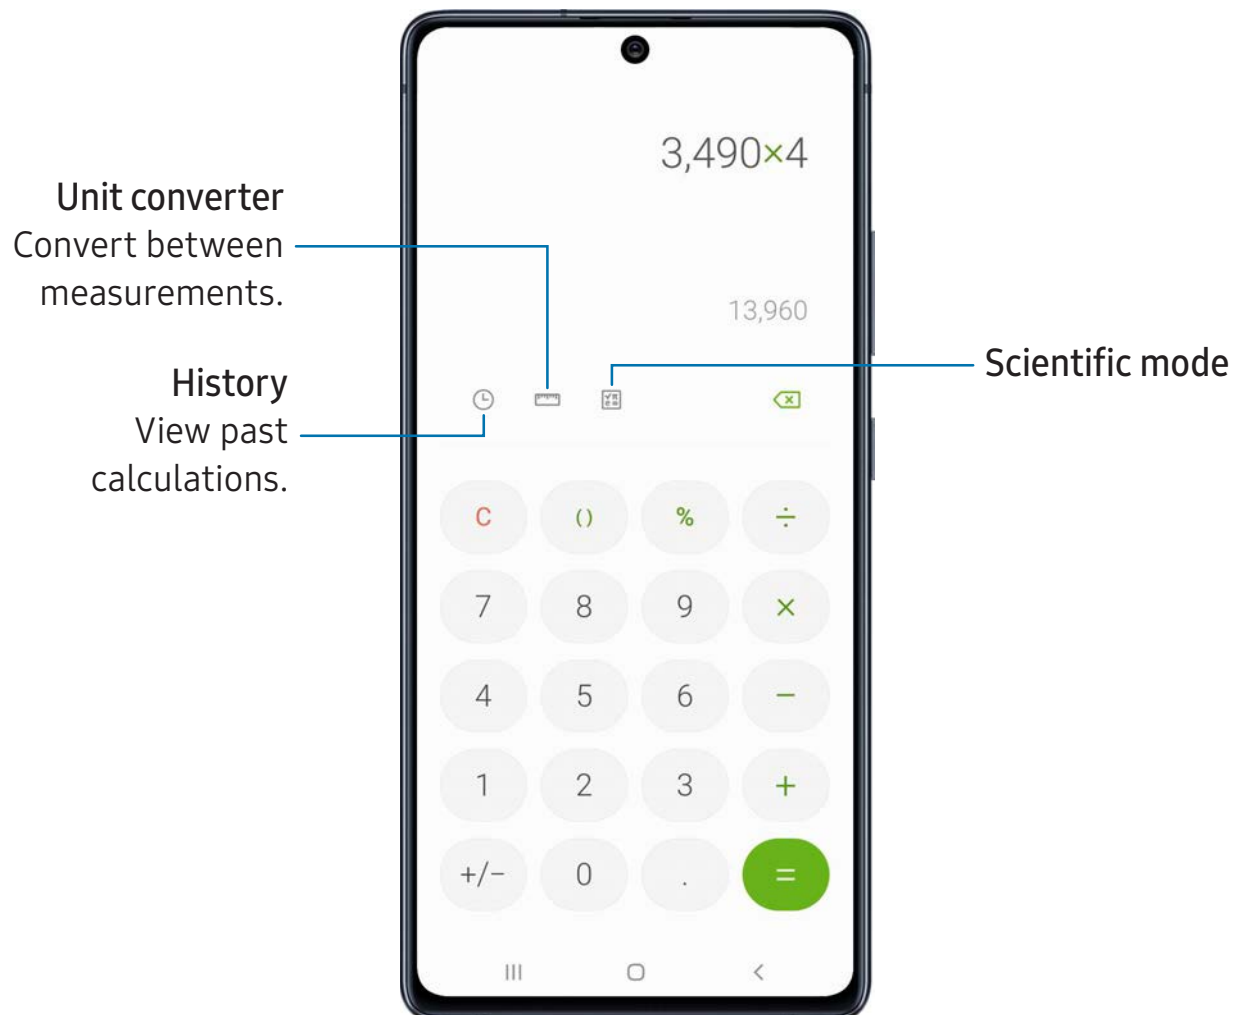 3,490×4
Unit converter
Convert between
measurements.
13,960
Scientific mode
History
View past
calculations.
C () % ÷
7 8 9 ×
4 5 6 −
1 2 3 +
+/− 0 . =